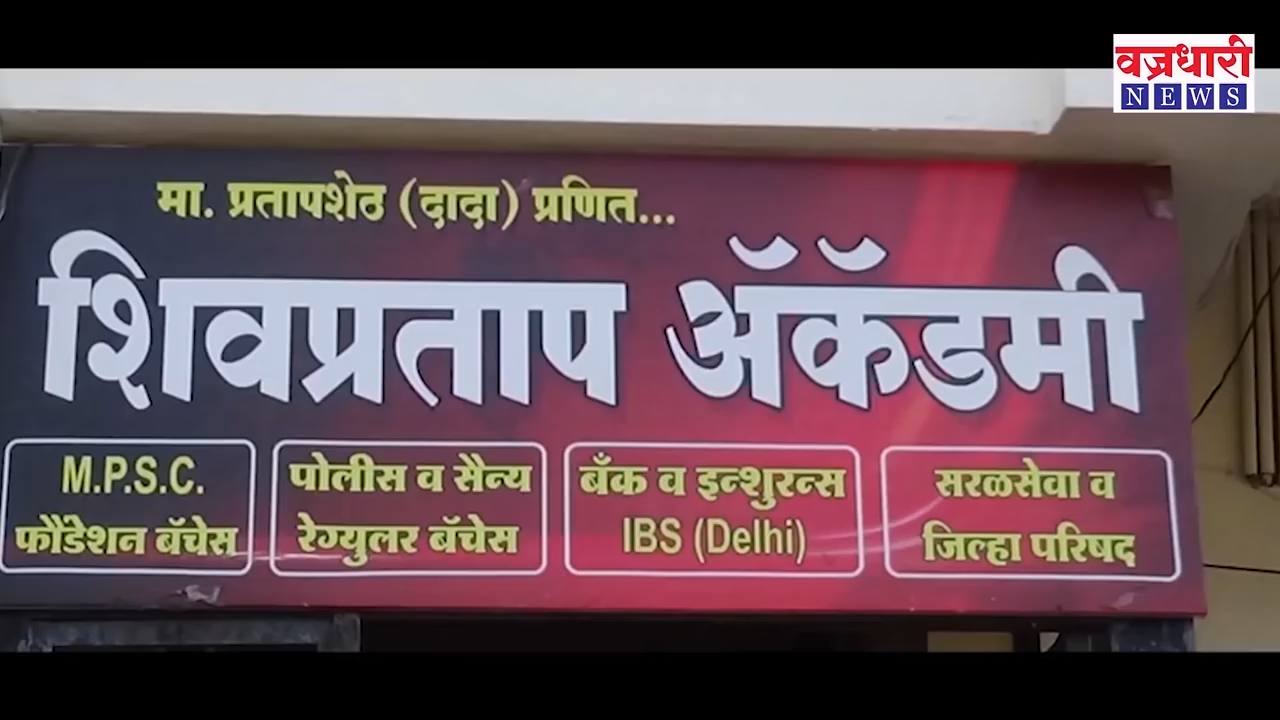 वज्रधारी
NEWS
मा. प्रतापशेठ (दादा) प्रणित...
शिवप्रताप ॲकॅडमी
M.P.S.C.
फौंडेशन बॅचेस
पोलीस व सैन्य
रेग्युलर बॅचेस
बँक व इन्शुरन्स
IBS (Delhi)
सरळसेवा व
जिल्हा परिषद